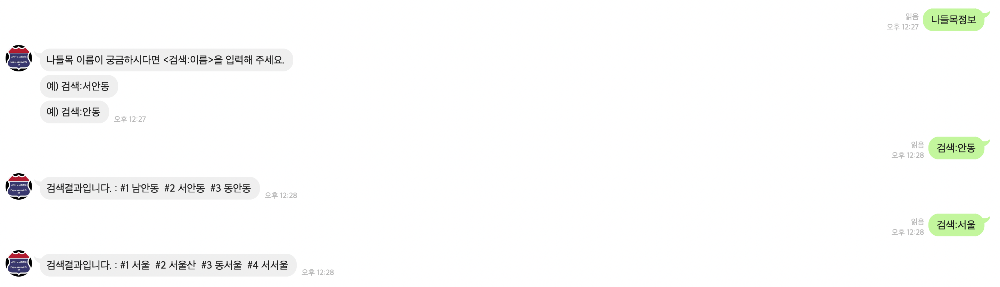 나들목정보
읽음
오후 12:27
고속국도 교통정보
Expresswayinfo
24
나들목 이름이 궁금하시다면 <검색:이름>을 입력해 주세요.
예) 검색:서안동
예) 검색:안동
오후 12:27
검색:안동
읽음
오후 12:28
고속국도 교통정보
Expresswayinfo
24
검색결과입니다. : #1 남안동 #2 서안동 #3 동안동
오후 12:28
검색:서울
읽음
오후 12:28
고속국도 교통정보
Expresswayinfo
24
검색결과입니다. : #1 서울 #2 서울산 #3 동서울 #4 서서울
오후 12:28